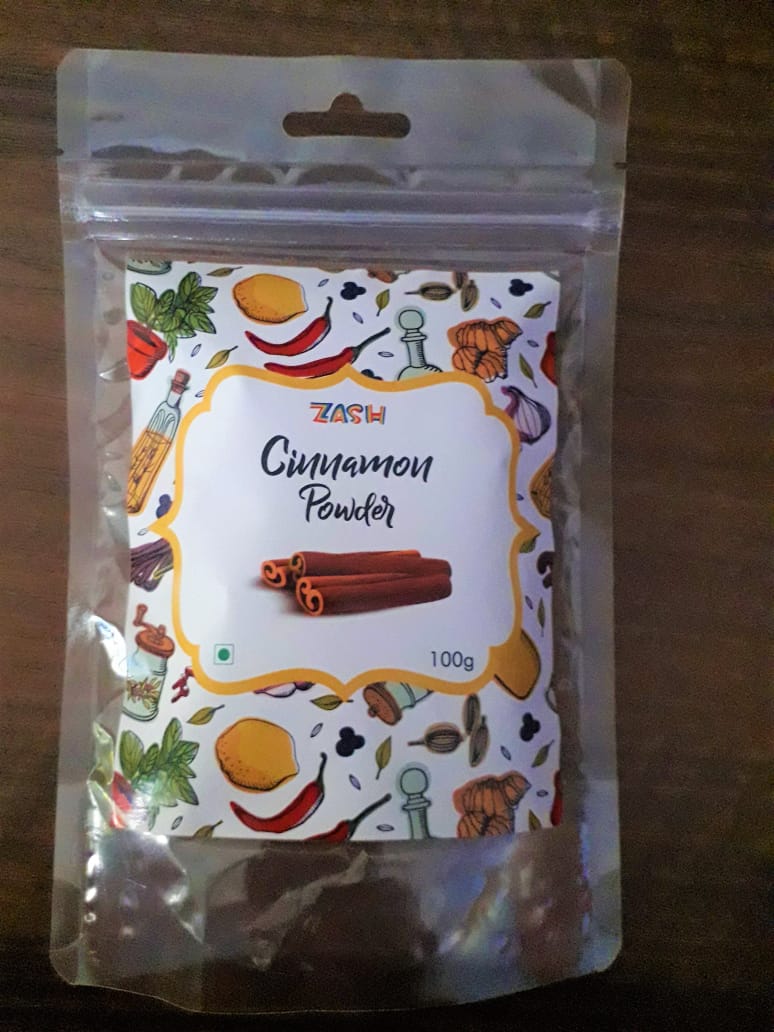 ZASH
Cinnamon
Powder
100g